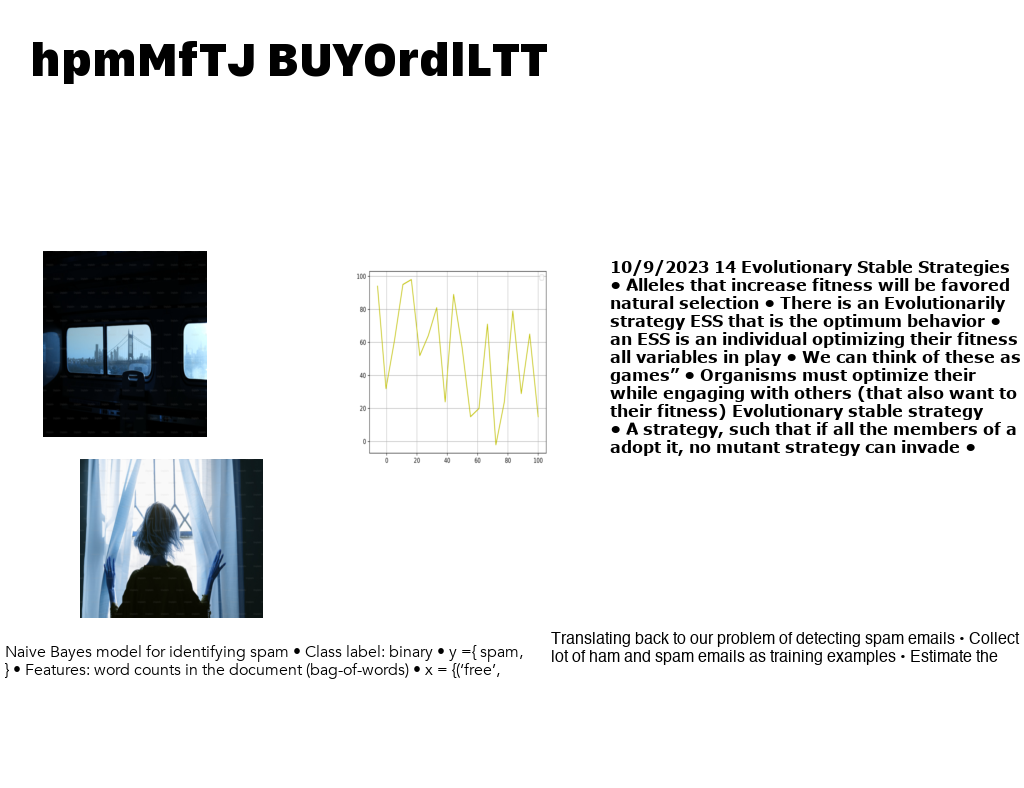 hpmMfTJ BUYOrdlLTT
100
80
60
40
20
0
0 20 40 60 80 100
10/9/2023 14 Evolutionary Stable Strategies
• Alleles that increase fitness will be favored
natural selection • There is an Evolutionarily
strategy ESS that is the optimum behavior •
an ESS is an individual optimizing their fitness
all variables in play • We can think of these as
games” • Organisms must optimize their
while engaging with others (that also want to
their fitness) Evolutionary stable strategy
• A strategy, such that if all the members of a
adopt it, no mutant strategy can invade •
Naive Bayes model for identifying spam • Class label: binary • y ={ spam,
} • Features: word counts in the document (bag-of-words) • x = {(‘free’,
Translating back to our problem of detecting spam emails • Collect
lot of ham and spam emails as training examples • Estimate the